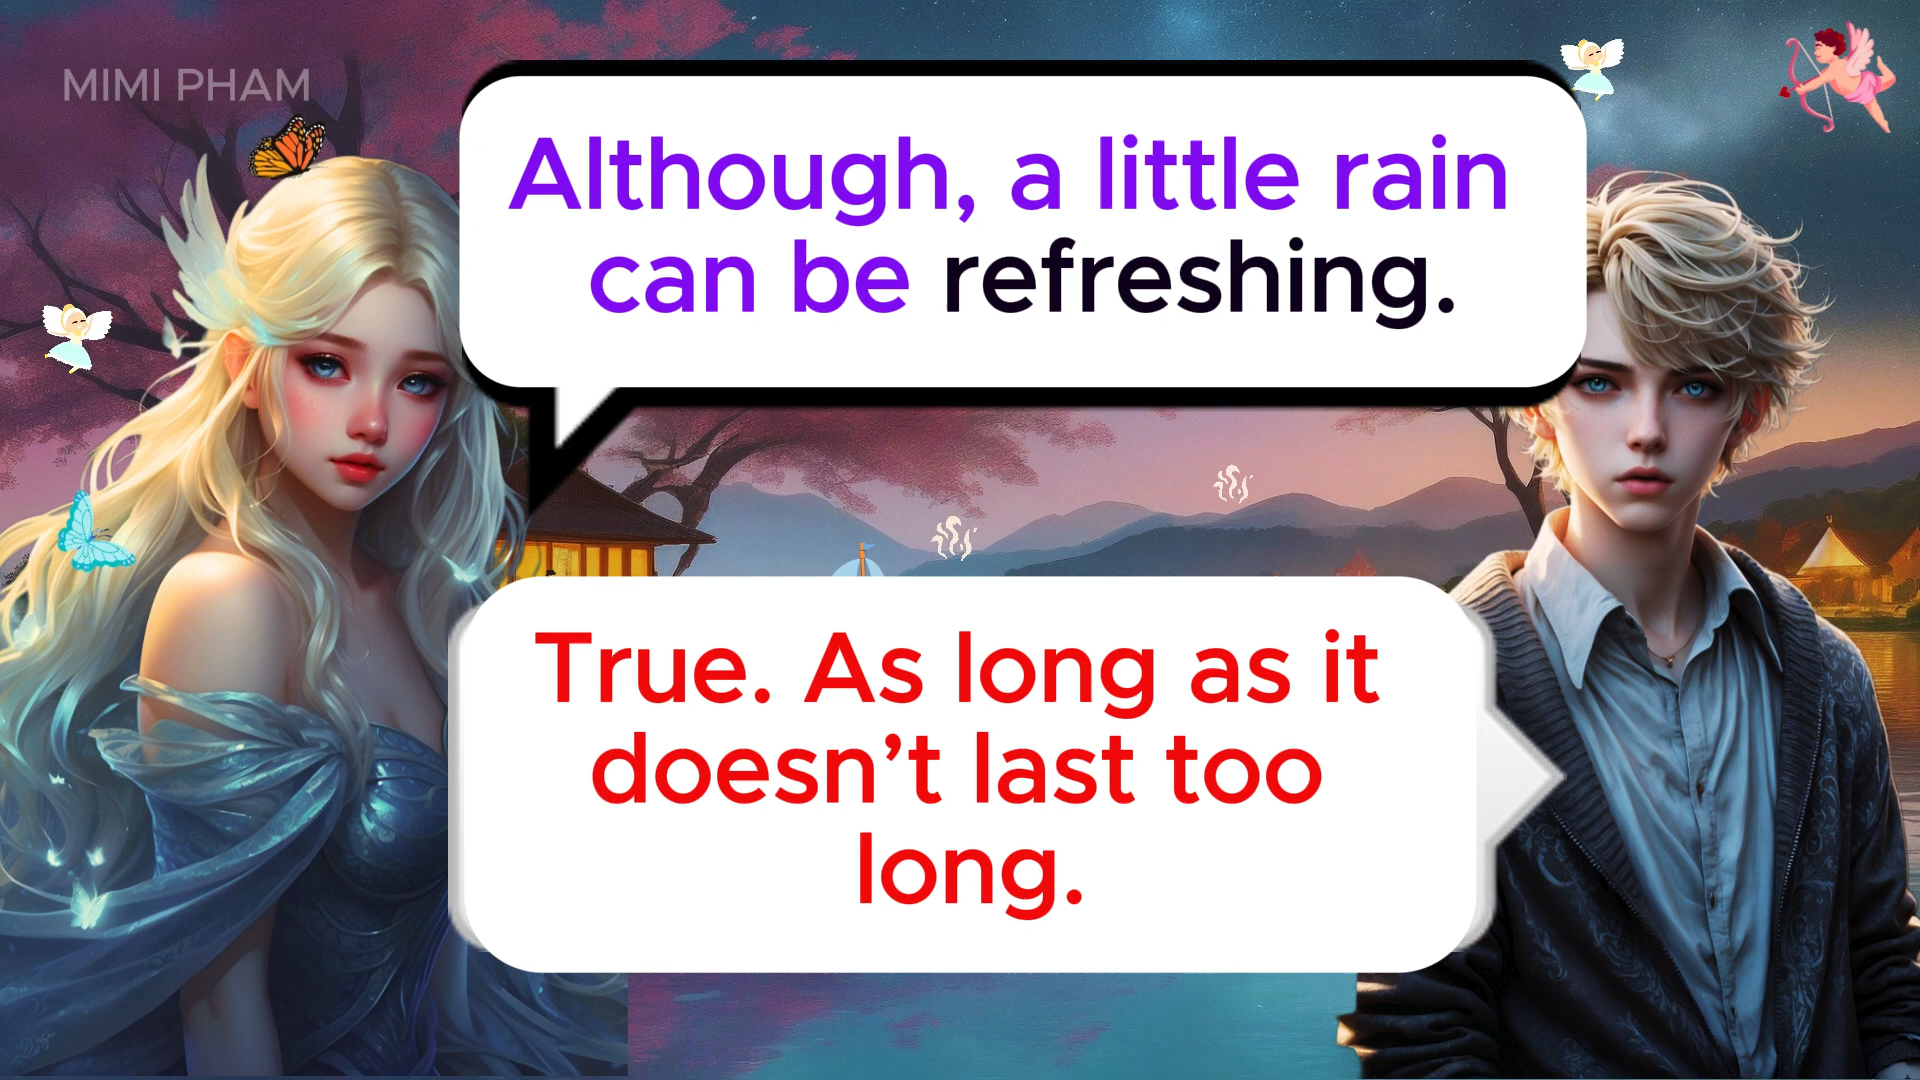 MIMI PHAM
Although, a little rain
can be refreshing.
True. As long as it
doesn’t last too
long.